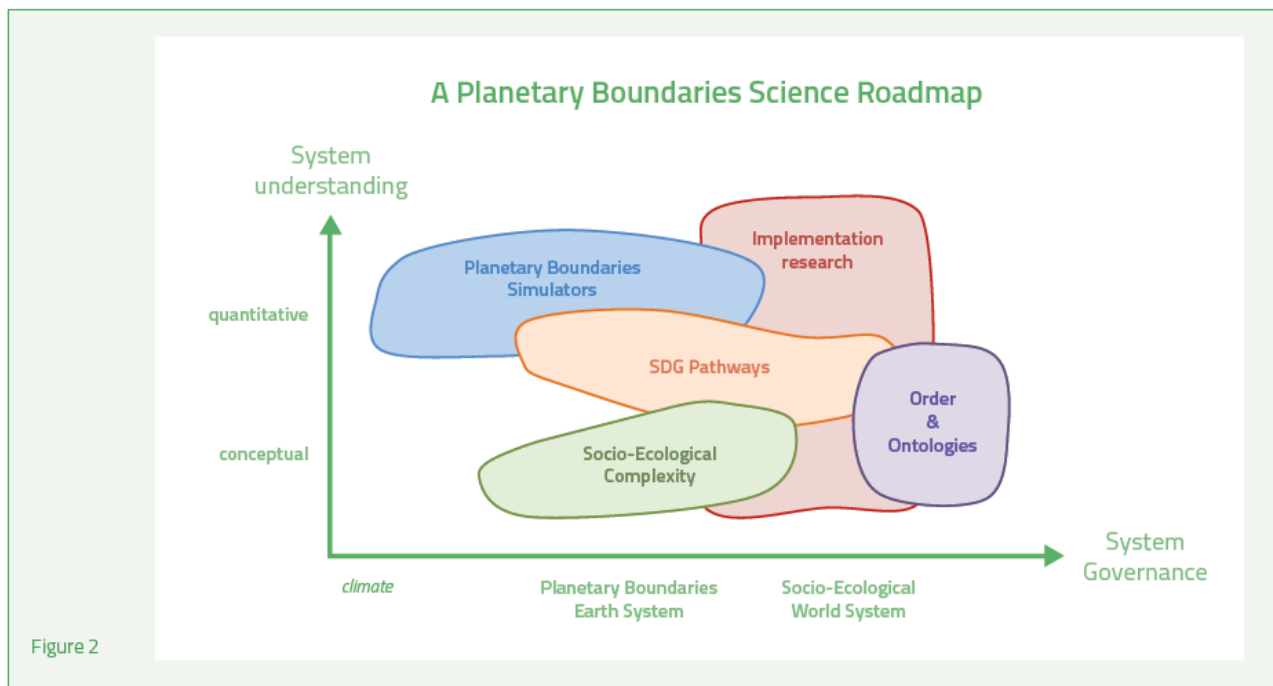 A Planetary Boundaries Science Roadmap
System
understanding
Implementation
research
Planetary Boundaries
Simulators
quantitative
SDG Pathways
Order
&
Ontologies
conceptual
Socio-Ecological
Complexity
System
Governance
climate
Planetary Boundaries
Earth System
Socio-Ecological
World System
Figure 2